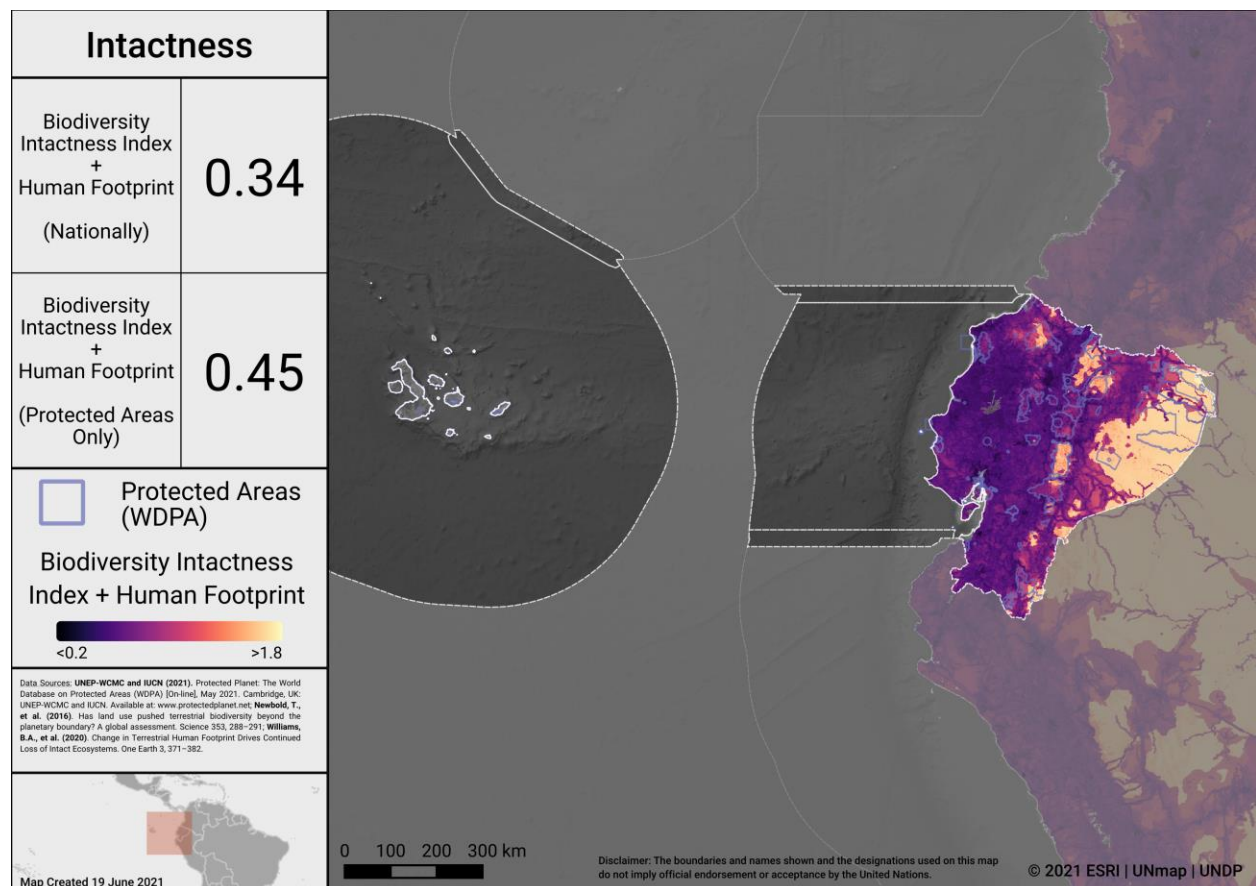 Intactness
Biodiversity
Intactness Index
+
Human Footprint
(Nationally)
0.34
Biodiversity
Intactness Index
+
Human Footprint
(Protected Areas
Only)
0.45
Protected Areas
(WDPA)
Biodiversity Intactness
Index + Human Footprint
<0.2
>1.8
Data Sources: UNEP-WCMC and IUCN (2021). Protected Planet: The World
Database on Protected Areas (WDPA) [On-line], May 2021. Cambridge, UK:
UNEP-WCMC and IUCN. Available at: www.protectedplanet.net; Newbold, T.,
et al. (2016). Has land use pushed terrestrial biodiversity beyond the
planetary boundary? A global assessment. Science 353, 288–291; Williams,
B.A., et al. (2020). Change in Terrestrial Human Footprint Drives Continued
Loss of Intact Ecosystems. One Earth 3, 371–382.
Map Created 19 June 2021
0 100 200 300 km
Disclaimer: The boundaries and names shown and the designations used on this map
do not imply official endorsement or acceptance by the United Nations.
© 2021 ESRI | UNmap | UNDP